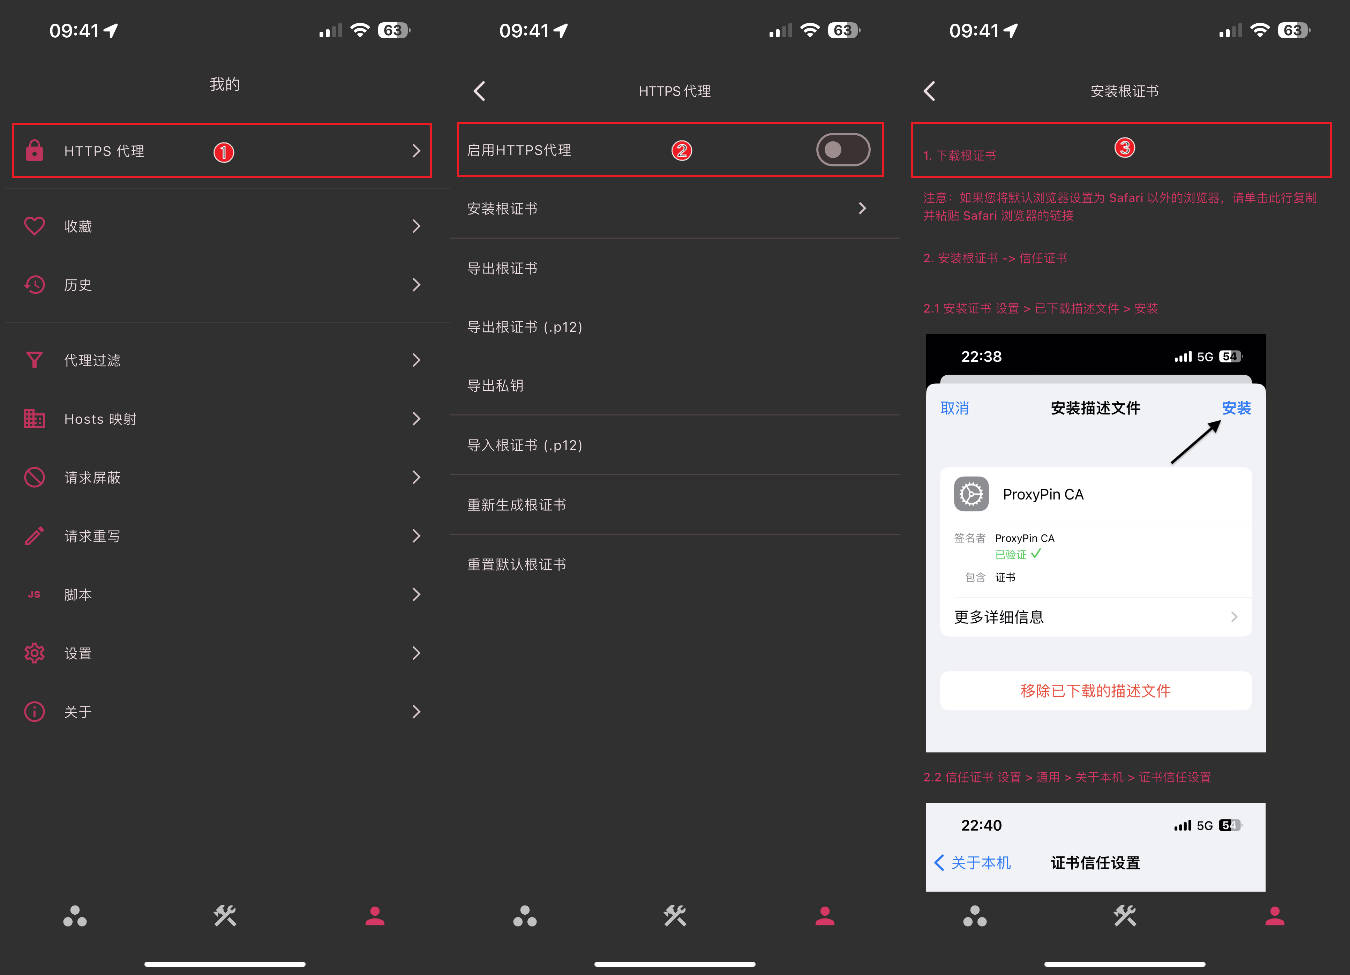 09:41
63
我的
HTTPS 代理
①
收藏
历史
代理过滤
Hosts 映射
请求屏蔽
请求重写
JS
脚本
设置
关于
09:41
63
HTTPS 代理
启用HTTPS代理
②
安装根证书
导出根证书
导出根证书 (.p12)
导出私钥
导入根证书 (.p12)
重新生成根证书
重置默认根证书
09:41
63
安装根证书
1. 下载根证书
③
注意：如果您将默认浏览器设置为 Safari 以外的浏览器，请单击此行复制
并粘贴 Safari 浏览器的链接
2. 安装根证书 -> 信任证书
2.1 安装证书 设置 > 已下载描述文件 > 安装
22:38
5G 54
取消 安装描述文件 安装
ProxyPin CA
签名者 ProxyPin CA
已验证 ✓
包含 证书
更多详细信息
移除已下载的描述文件
2.2 信任证书 设置 > 通用 > 关于本机 > 证书信任设置
22:40
5G 54
关于本机 证书信任设置